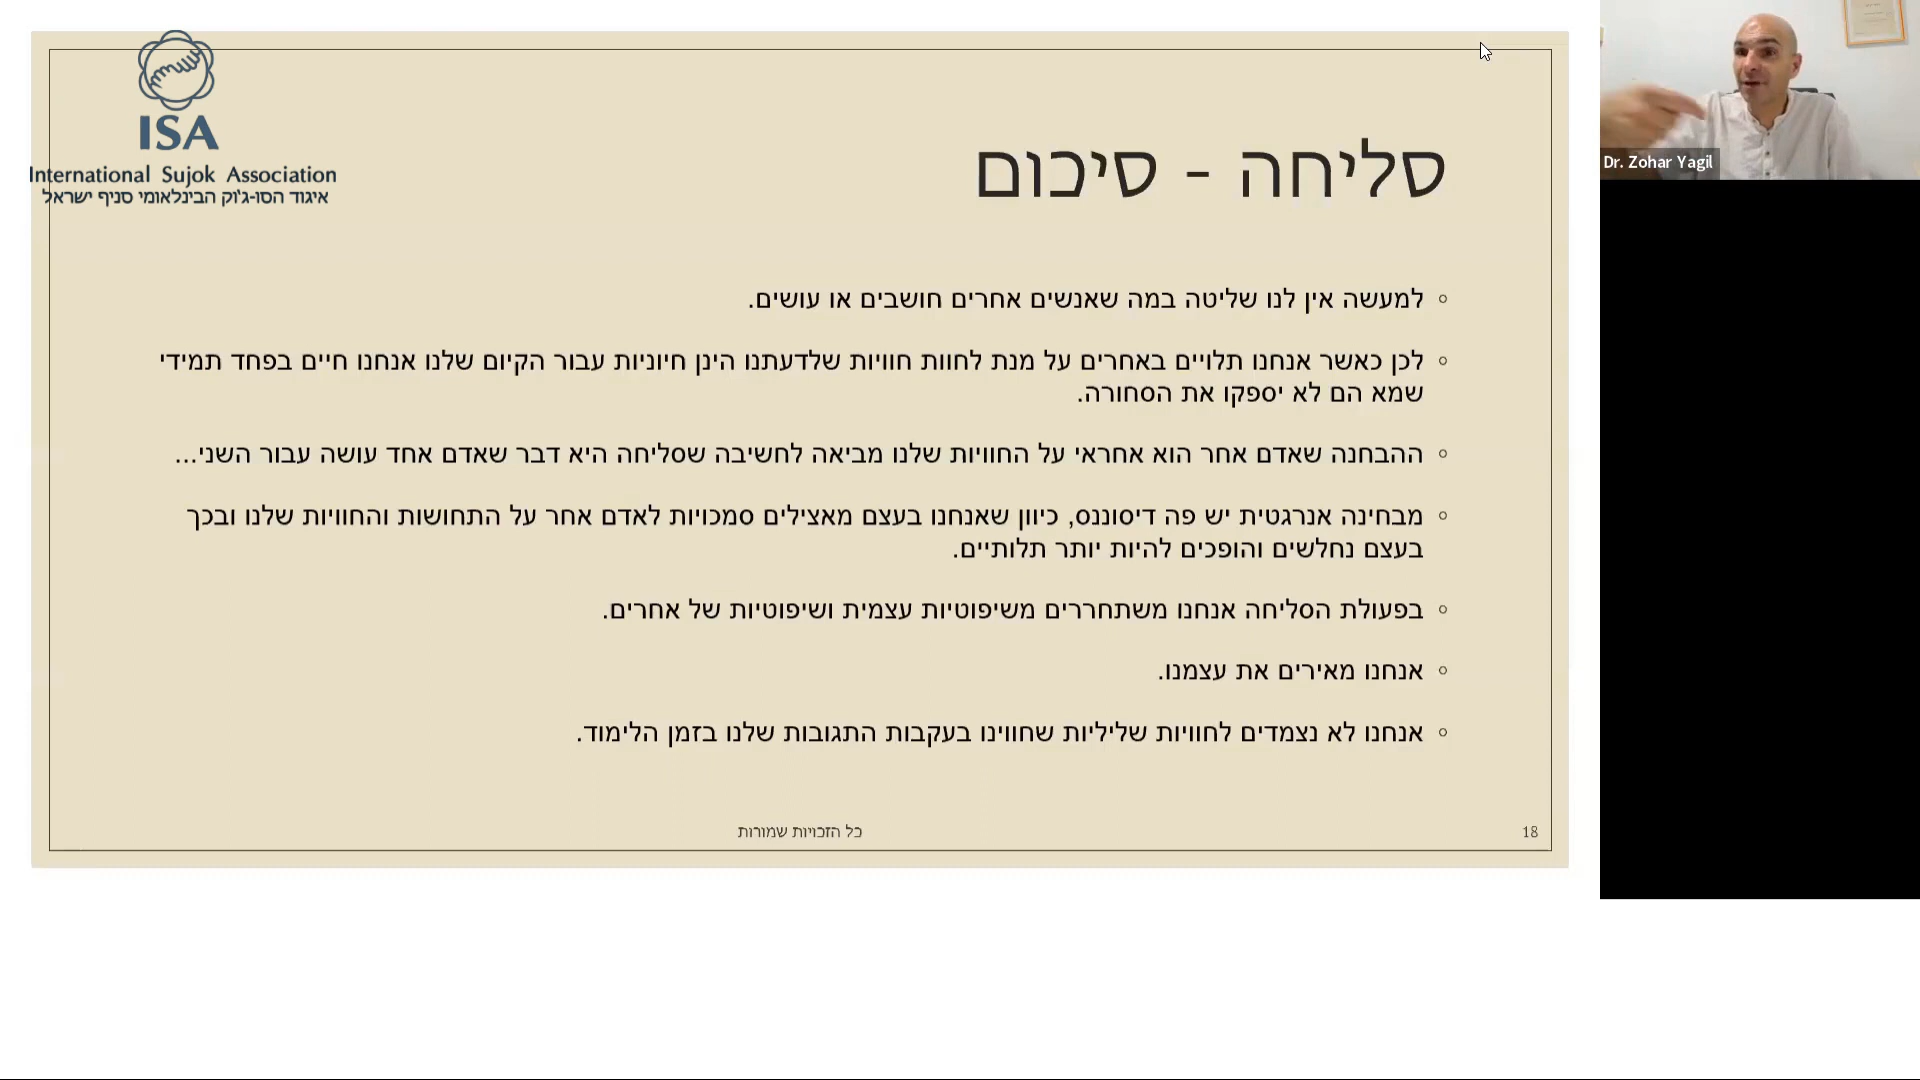 ISA
International Sujok Association
איגוד הסו-ג'וק הבינלאומי סניף ישראל
סליחה - סיכום
למעשה אין לנו שליטה במה שאנשים אחרים חושבים או עושים.
לכן כאשר אנחנו תלויים באחרים על מנת לחוות חוויות שלדעתנו הינן חיוניות עבור הקיום שלנו אנחנו חיים בפחד תמידי
שמא הם לא יספקו את הסחורה.
ההבחנה שאדם אחר הוא אחראי על החוויות שלנו מביאה לחשיבה שסליחה היא דבר שאדם אחד עושה עבור השני...
מבחינה אנרגטית יש פה דיסוננס, כיוון שאנחנו בעצם מאצילים סמכויות לאדם אחר על התחושות והחוויות שלנו ובכך
בעצם נחלשים והופכים להיות יותר תלותיים.
בפעולת הסליחה אנחנו משתחררים משיפוטיות עצמית ושיפוטיות של אחרים.
אנחנו מאירים את עצמנו.
אנחנו לא נצמדים לחוויות שליליות שחווינו בעקבות התגובות שלנו בזמן הלימוד.
כל הזכויות שמורות
18
Dr. Zohar Yagil